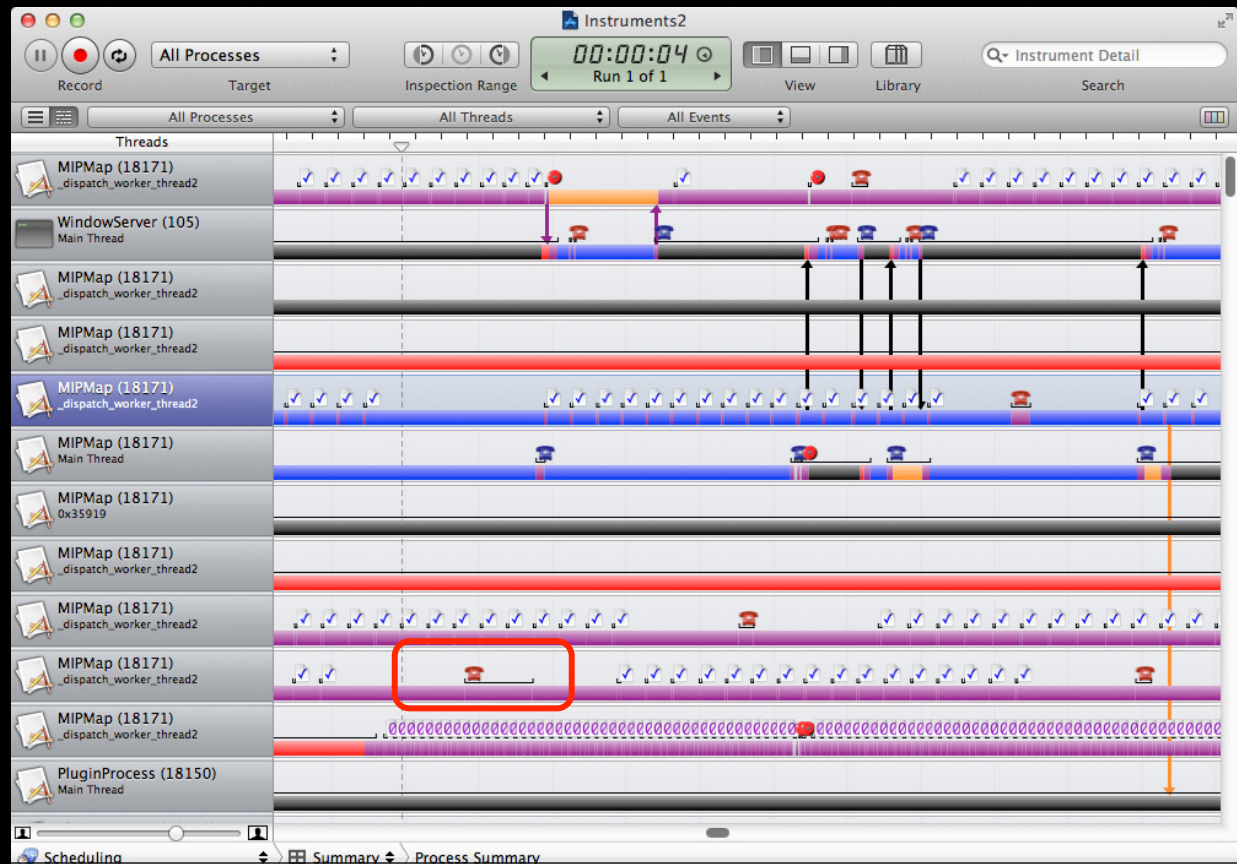 Instruments2
All Processes
00:00:04
Run 1 of 1
Instrument Detail
Record
Target
Inspection Range
View
Library
Search
All Processes
All Threads
All Events
Threads
MIPMap (18171)
_dispatch_worker_thread2
WindowServer (105)
Main Thread
MIPMap (18171)
_dispatch_worker_thread2
MIPMap (18171)
_dispatch_worker_thread2
MIPMap (18171)
_dispatch_worker_thread2
MIPMap (18171)
Main Thread
MIPMap (18171)
0x35919
MIPMap (18171)
_dispatch_worker_thread2
MIPMap (18171)
_dispatch_worker_thread2
MIPMap (18171)
_dispatch_worker_thread2
MIPMap (18171)
_dispatch_worker_thread2
PluginProcess (18150)
Main Thread
Scheduling
Summary
Process Summary